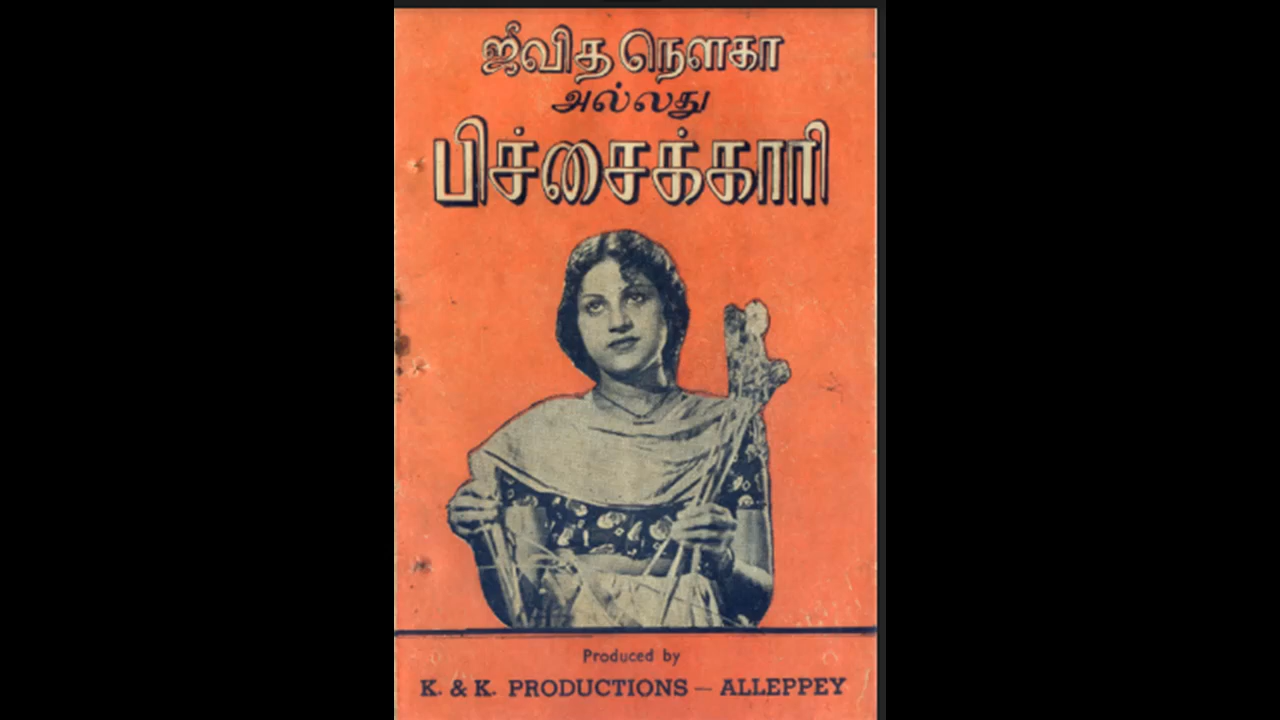 ஜீவித நௌகா
அல்லது
பிச்சைக்காரி
Produced by
K. & K. PRODUCTIONS — ALLEPPEY